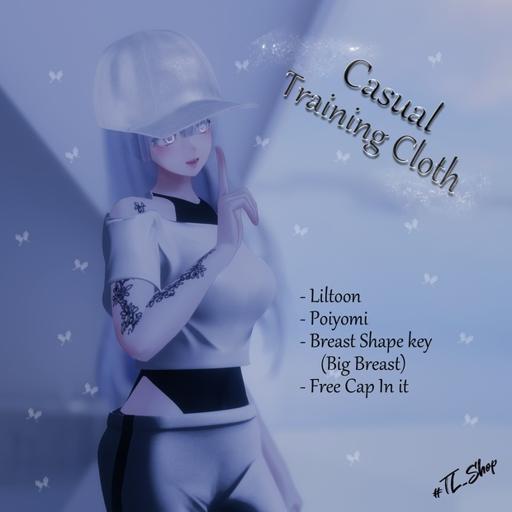 Casual
Training Cloth
- Liltoon
- Poiyomi
- Breast Shape key
(Big Breast)
- Free Cap In it
#TL_Shop